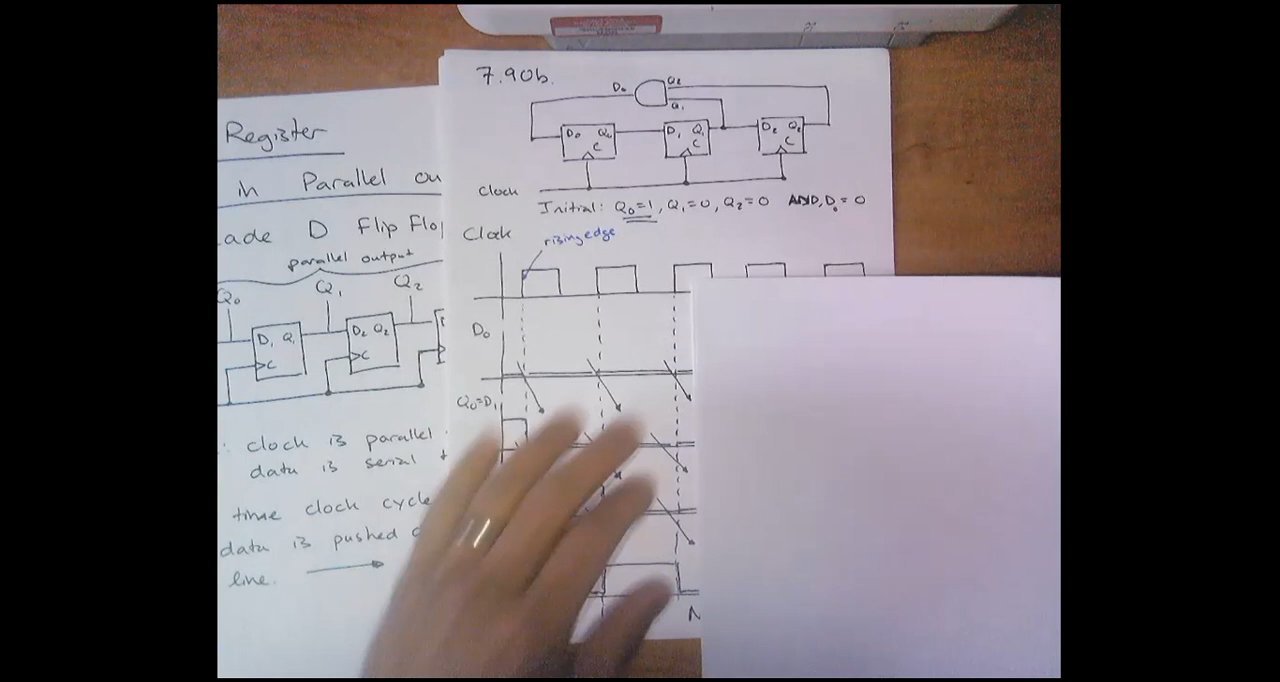 Register
in Parallel ou
ade D Flip Flo
parallel output
Q0 Q1 Q2
D1 Q1 D2 Q2
C C
clock is parallel
data is serial
time clock cycle
data is pushed
line.
7.90b.
D0 Q2
Q1
D0 Q0 D1 Q1 D2 Q2
C C C
Clock
Initial: Q0=1, Q1=0, Q2=0 AND, D0=0
Clock
rising edge
D0
Q0=D1
N